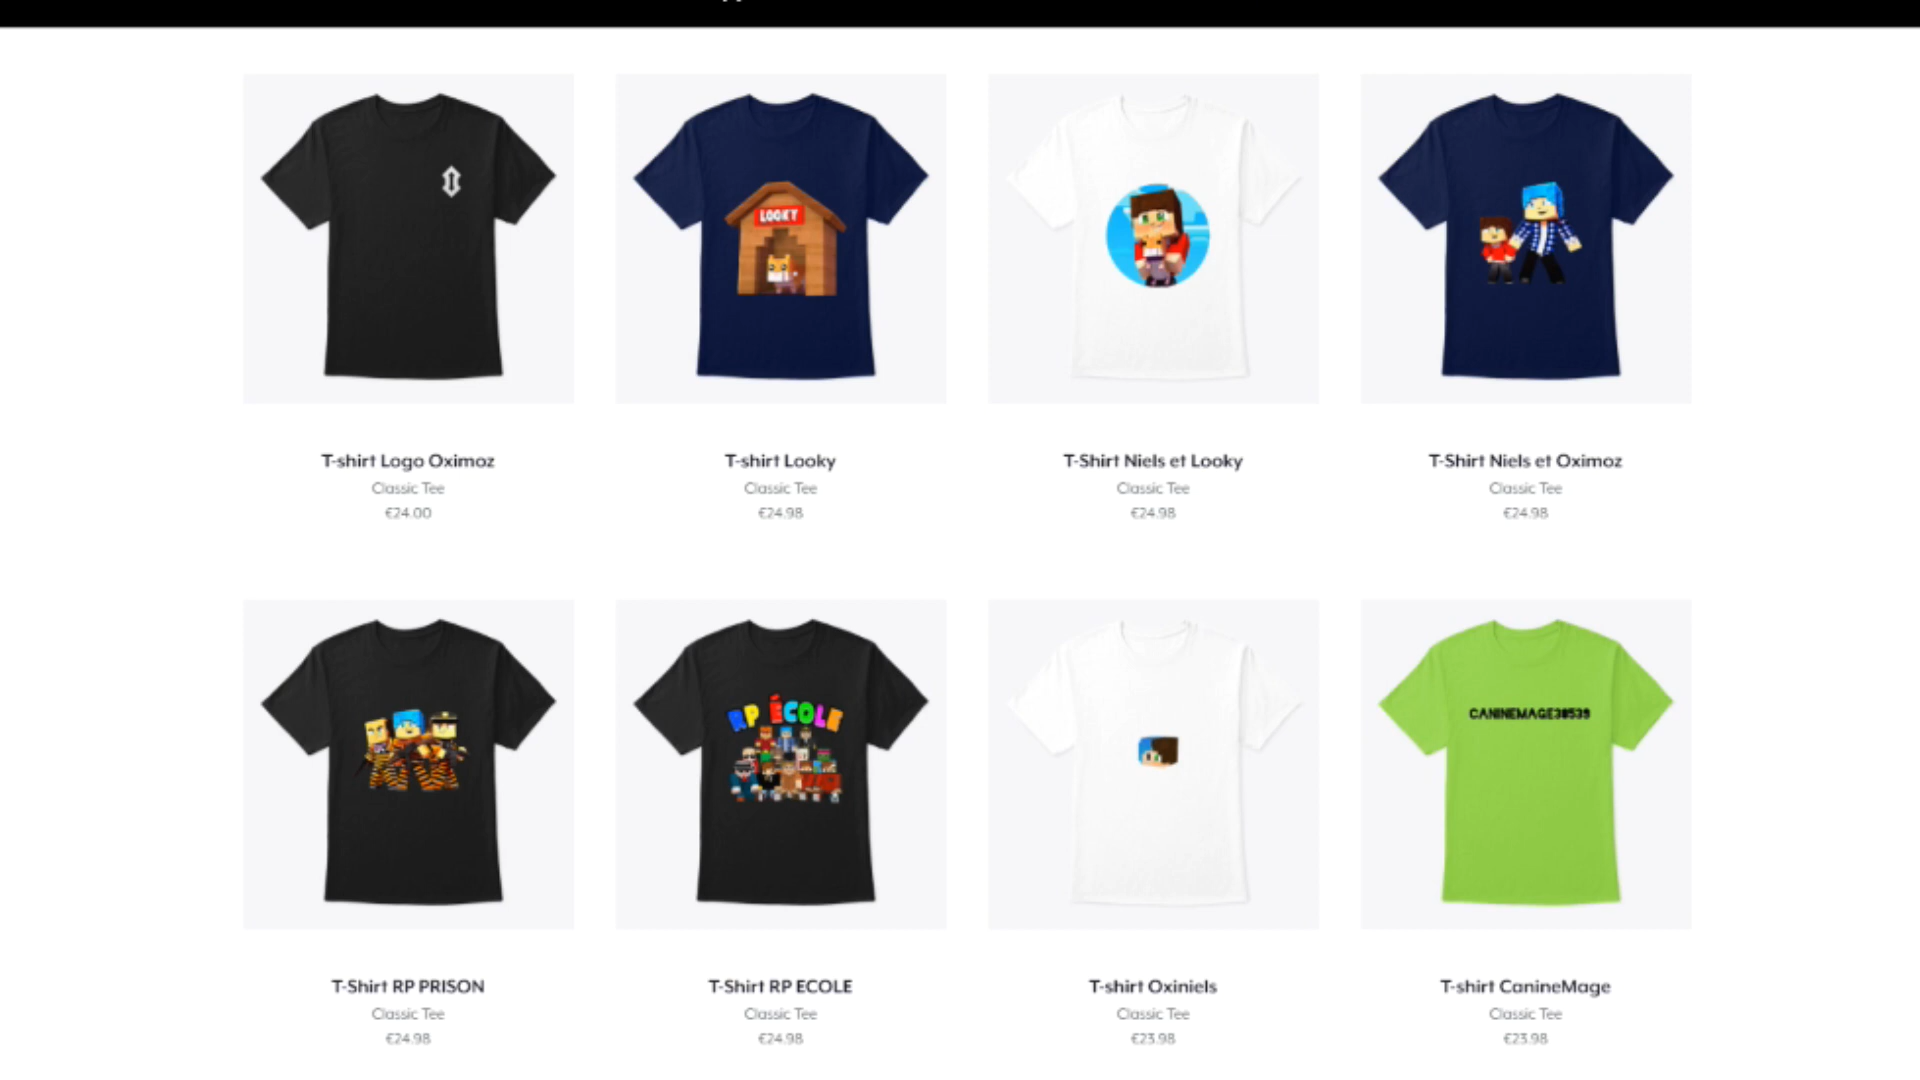 LOOKY
T-shirt Logo Oximoz
Classic Tee
€24.00
T-shirt Looky
Classic Tee
€24.98
T-Shirt Niels et Looky
Classic Tee
€24.98
T-Shirt Niels et Oximoz
Classic Tee
€24.98
RP ÉCOLE
CANINEMAGE38539
T-Shirt RP PRISON
Classic Tee
€24.98
T-Shirt RP ECOLE
Classic Tee
€24.98
T-shirt Oxiniels
Classic Tee
€23.98
T-shirt CanineMage
Classic Tee
€23.98